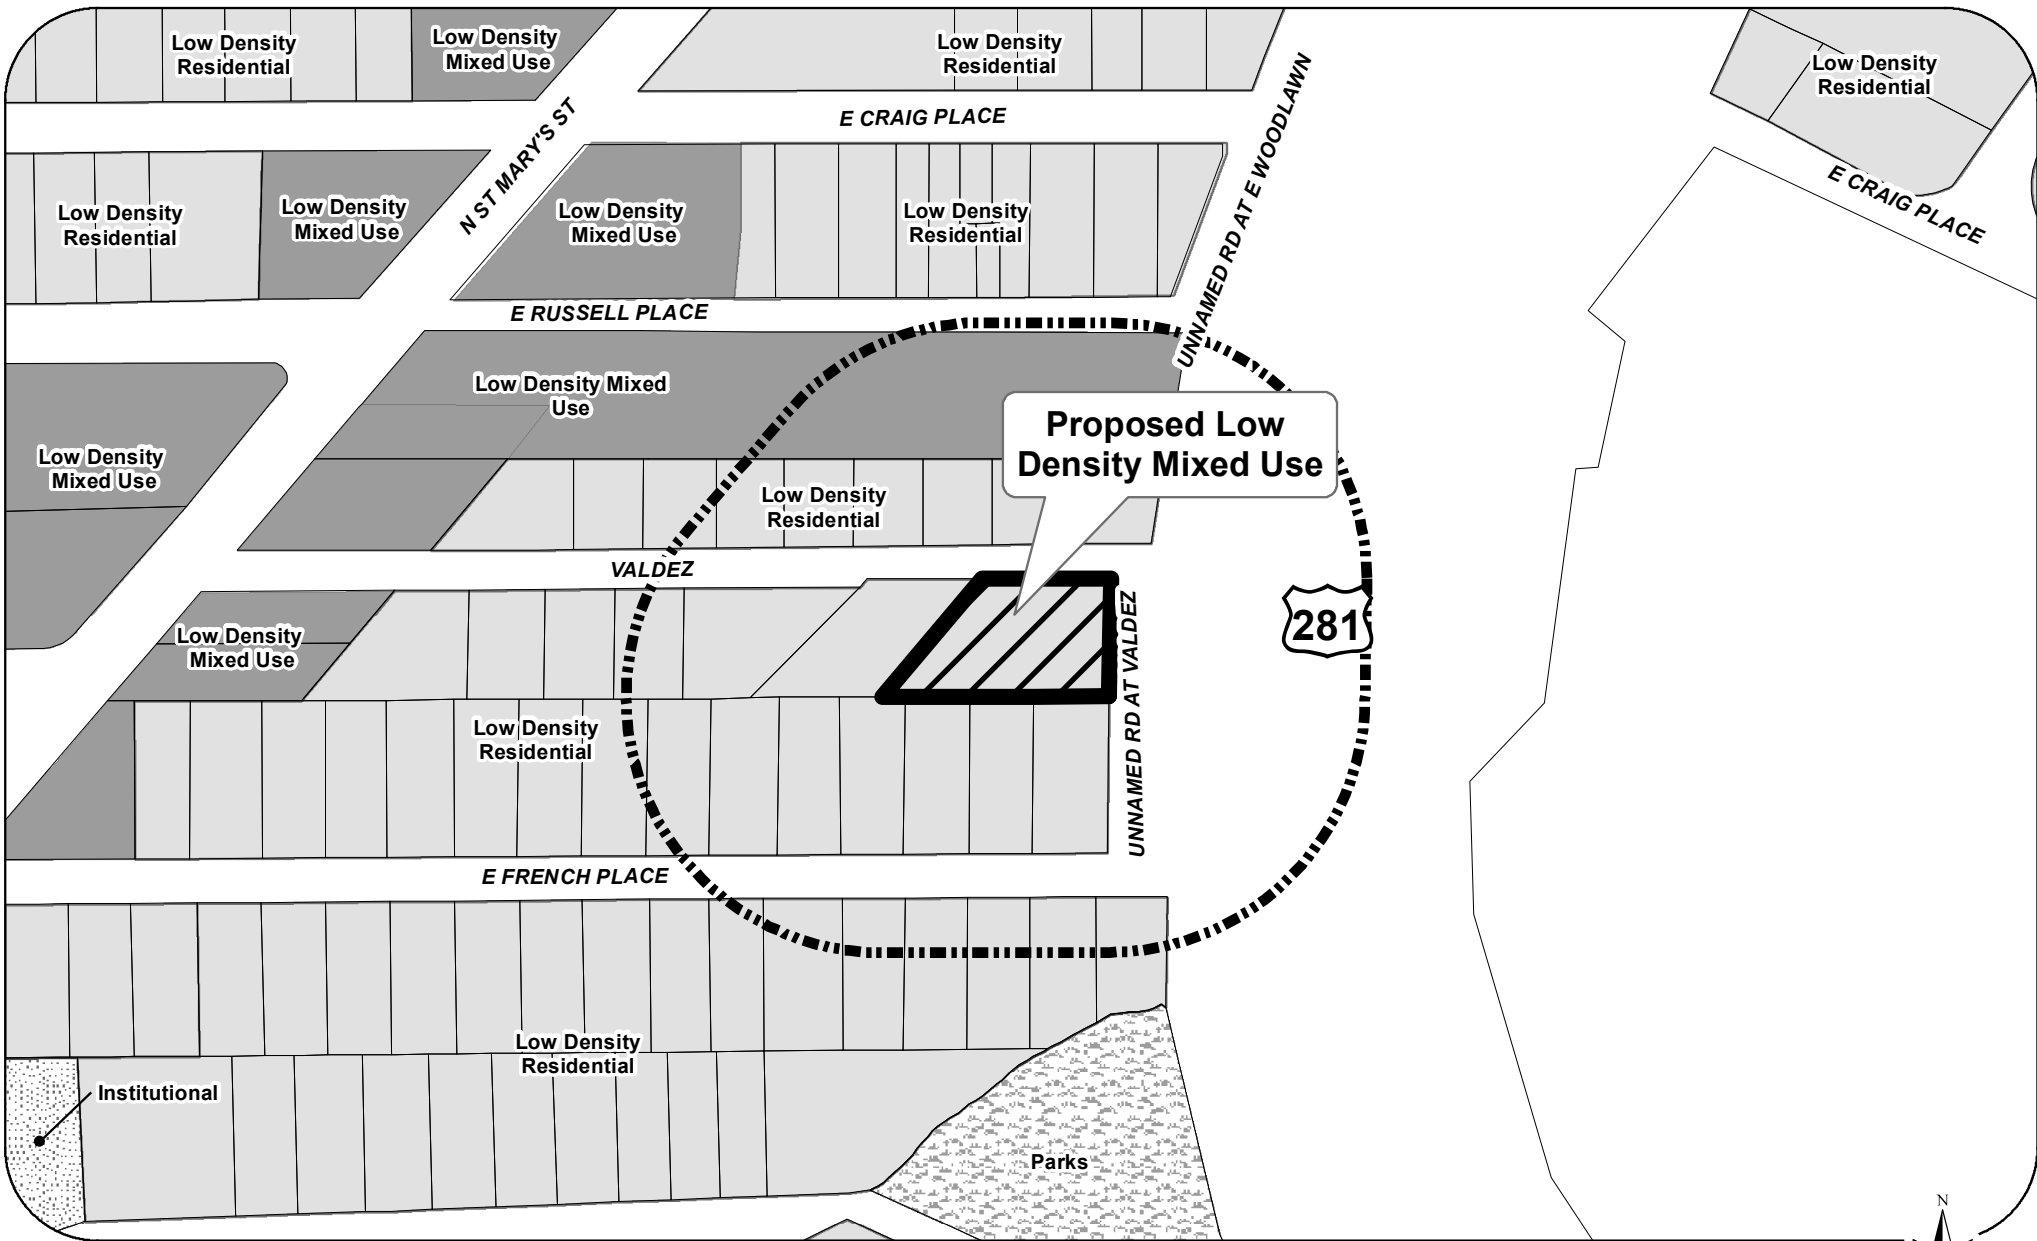 Low Density
Residential
Low Density
Mixed Use
Low Density
Residential
Low Density
Residential
E CRAIG PLACE
N ST MARY'S ST
UNNAMED RD AT E WOODLAWN
E CRAIG PLACE
Low Density
Residential
Low Density
Mixed Use
Low Density
Mixed Use
Low Density
Residential
E RUSSELL PLACE
Low Density Mixed
Use
Proposed Low
Density Mixed Use
Low Density
Mixed Use
Low Density
Residential
VALDEZ
281
UNNAMED RD AT VALDEZ
Low Density
Mixed Use
Low Density
Residential
E FRENCH PLACE
Low Density
Residential
Institutional
Parks
N